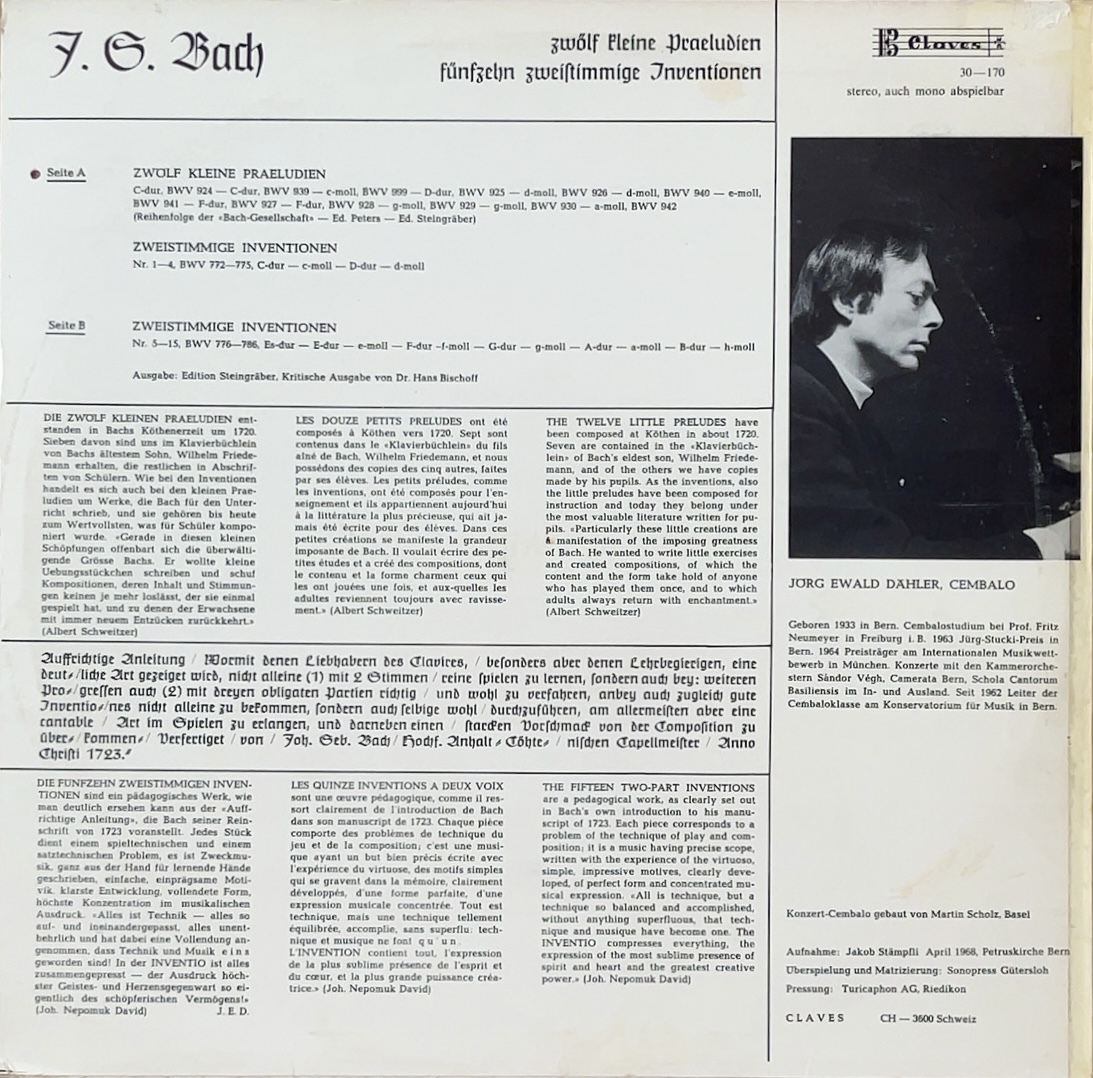 J. S. Bach
zwölf kleine Praeludien
fünfzehn zweistimmige Inventionen
Claves
30—170
stereo, auch mono abspielbar
Seite A
ZWÖLF KLEINE PRAELUDIEN
C-dur, BWV 924 — C-dur, BWV 939 — c-moll, BWV 999 — D-dur, BWV 925 — d-moll, BWV 926 — d-moll, BWV 940 — e-moll,
BWV 941 — F-dur, BWV 927 — F-dur, BWV 928 — g-moll, BWV 929 — g-moll, BWV 930 — a-moll, BWV 942
(Reihenfolge der «Bach-Gesellschaft» — Ed. Peters — Ed. Steingräber)
ZWEISTIMMIGE INVENTIONEN
Nr. 1—4, BWV 772—775, C-dur — c-moll — D-dur — d-moll
Seite B
ZWEISTIMMIGE INVENTIONEN
Nr. 5—15, BWV 776—786, Es-dur — E-dur — e-moll — F-dur –f-moll — G-dur — g-moll — A-dur — a-moll — B-dur — h-moll
Ausgabe: Edition Steingräber, Kritische Ausgabe von Dr. Hans Bischoff
DIE ZWÖLF KLEINEN PRAELUDIEN ent-
standen in Bachs Köthenerzeit um 1720.
Sieben davon sind uns im Klavierbüchlein
von Bachs ältestem Sohn, Wilhelm Friede-
mann erhalten, die restlichen in Abschrif-
ten von Schülern. Wie bei den Inventionen
handelt es sich auch bei den kleinen Prae-
ludien um Werke, die Bach für den Unter-
richt schrieb, und sie gehören bis heute
zum Wertvollsten, was für Schüler kompo-
niert wurde. «Gerade in diesen kleinen
Schöpfungen offenbart sich die überwälti-
gende Grösse Bachs. Er wollte kleine
Uebungsstückchen schreiben und schuf
Kompositionen, deren Inhalt und Stimmun-
gen keinen je mehr loslässt, der sie einmal
gespielt hat, und zu denen der Erwachsene
mit immer neuem Entzücken zurückkehrt.»
(Albert Schweitzer)
LES DOUZE PETITS PRELUDES ont été
composés à Köthen vers 1720. Sept sont
contenus dans le «Klavierbüchlein» du fils
aîné de Bach, Wilhelm Friedemann, et nous
possédons des copies des cinq autres, faites
par ses élèves. Les petits préludes, comme
les inventions, ont été composés pour l'en-
seignement et ils appartiennent aujourd'hui
à la littérature la plus précieuse, qui ait ja-
mais été écrite pour des élèves. Dans ces
petites créations se manifeste la grandeur
imposante de Bach. Il voulait écrire des pe-
tites études et a créé des compositions, dont
le contenu et la forme charment ceux qui
les ont jouées une fois, et aux-quelles les
adultes reviennent toujours avec ravisse-
ment.» (Albert Schweitzer)
THE TWELVE LITTLE PRELUDES have
been composed at Köthen in about 1720.
Seven are contained in the «Klavierbüch-
lein» of Bach's eldest son, Wilhelm Friede-
mann, and of the others we have copies
made by his pupils. As the inventions, also
the little preludes have been composed for
instruction and today they belong under
the most valuable literature written for pu-
pils. «Particularly these little creations are
a manifestation of the imposing greatness
of Bach. He wanted to write little exercises
and created compositions, of which the
content and the form take hold of anyone
who has played them once, and to which
adults always return with enchantment.»
(Albert Schweitzer)
Auffrichtige Anleitung / Wormit denen Liebhabern des Clavires, / besonders aber denen Lehrbegierigen, eine
deut⸗/liche Art gezeiget wird, nicht alleine (1) mit 2 Stimmen / reine spielen zu lernen, sondern auch bey: weiteren
Pro⸗/gressen auch (2) mit dreyen obligaten Partien richtig / und wohl zu verfahren, anbey auch zugleich gute
Inventio⸗/nes nicht alleine zu bekommen, sondern auch selbige wohl / durchzuführen, am allermeisten aber eine
cantable / Art im Spielen zu erlangen, und darneben einen / starcken Vorschmack von der Composition zu
über⸗/kommen⸗/ Verfertiget / von / Joh. Seb. Bach / Hochf. Anhalt⸗Cöhte⸗/ nischen Capellmeister / Anno
Christi 1723."
DIE FÜNFZEHN ZWEISTIMMIGEN INVEN-
TIONEN sind ein pädagogisches Werk, wie
man deutlich ersehen kann aus der «Auff-
richtige Anleitung», die Bach seiner Rein-
schrift von 1723 voranstellt. Jedes Stück
dient einem spieltechnischen und einem
satztechnischen Problem, es ist Zweckmu-
sik, ganz aus der Hand für lernende Hände
geschrieben, einfache, einprägsame Moti-
vik, klarste Entwicklung, vollendete Form,
höchste Konzentration im musikalischen
Ausdruck. «Alles ist Technik — alles so
auf- und ineinandergepasst, alles unent-
behrlich und hat dabei eine Vollendung an-
genommen, dass Technik und Musik eins
geworden sind! In der INVENTIO ist alles
zusammengepresst — der Ausdruck höch-
ster Geistes- und Herzensgegenwart so ei-
gentlich des schöpferischen Vermögens!»
(Joh. Nepomuk David) J. E. D.
LES QUINZE INVENTIONS A DEUX VOIX
sont une œuvre pédagogique, comme il res-
sort clairement de l'introduction de Bach
dans son manuscript de 1723. Chaque pièce
comporte des problèmes de technique du
jeu et de la composition; c'est une musi-
que ayant un but bien précis écrite avec
l'expérience du virtuose, des motifs simples
qui se gravent dans la mémoire, clairement
développés, d'une forme parfaite, d'une
expression musicale concentrée. Tout est
technique, mais une technique tellement
équilibrée, accomplie, sans superflu: tech-
nique et musique ne font qu'un.
L'INVENTION contient tout, l'expression
de la plus sublime présence de l'esprit et
du cœur, et la plus grande puissance créa-
trice.» (Joh. Nepomuk David)
THE FIFTEEN TWO-PART INVENTIONS
are a pedagogical work, as clearly set out
in Bach's own introduction to his manu-
script of 1723. Each piece corresponds to a
problem of the technique of play and com-
position; it is a music having precise scope,
written with the experience of the virtuoso,
simple, impressive motives, clearly deve-
loped, of perfect form and concentrated mu-
sical expression. «All is technique, but a
technique so balanced and accomplished,
without anything superfluous, that tech-
nique and musique have become one. The
INVENTIO compresses everything, the
expression of the most sublime presence of
spirit and heart and the greatest creative
power.» (Joh. Nepomuk David)
JÖRG EWALD DÄHLER, CEMBALO
Geboren 1933 in Bern. Cembalostudium bei Prof. Fritz
Neumeyer in Freiburg i. B. 1963 Jürg-Stucki-Preis in
Bern. 1964 Preisträger am Internationalen Musikwett-
bewerb in München. Konzerte mit den Kammerorche-
stern Sándor Végh, Camerata Bern, Schola Cantorum
Basiliensis im In- und Ausland. Seit 1962 Leiter der
Cembaloklasse am Konservatorium für Musik in Bern.
Konzert-Cembalo gebaut von Martin Scholz, Basel
Aufnahme: Jakob Stämpfli April 1968, Petruskirche Bern
Überspielung und Matrizierung: Sonopress Gütersloh
Pressung: Turicaphon AG, Riedikon
CLAVES CH — 3600 Schweiz